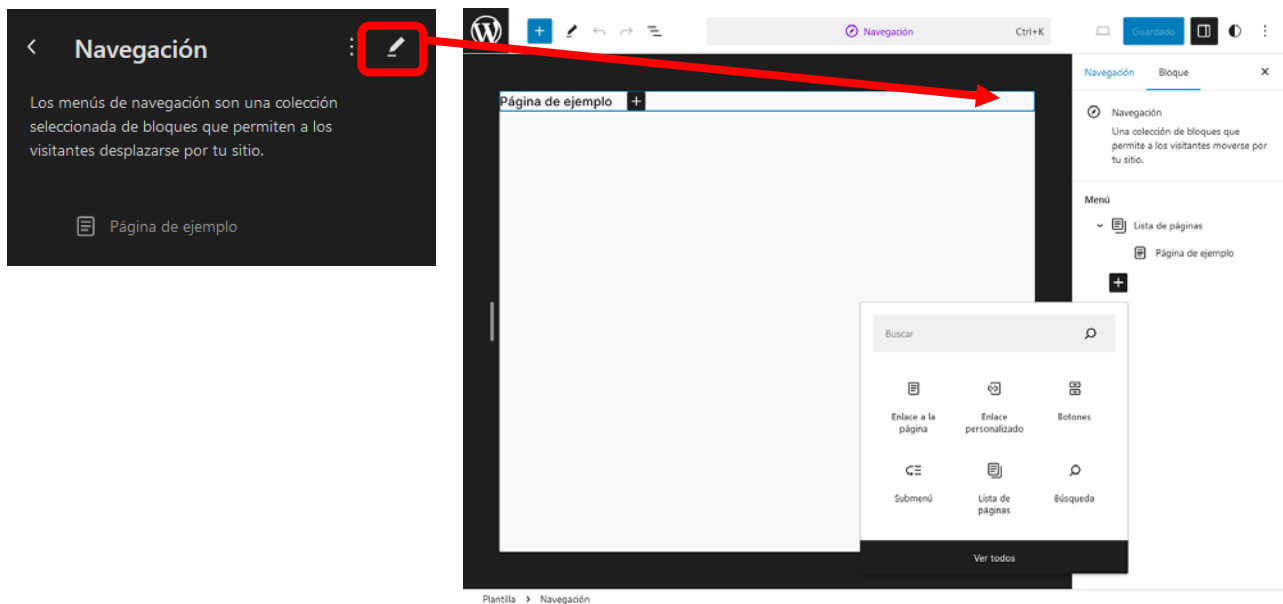 Navegación
Los menús de navegación son una colección
seleccionada de bloques que permiten a los
visitantes desplazarse por tu sitio.
Página de ejemplo
Navegación
Ctrl+K
Guardado
Página de ejemplo
Navegación
Bloque
Navegación
Una colección de bloques que
permite a los visitantes moverse por
tu sitio.
Menú
Lista de páginas
Página de ejemplo
Buscar
Enlace a la
página
Enlace
personalizado
Botones
Submenú
Lista de
páginas
Búsqueda
Ver todos
Plantilla > Navegación